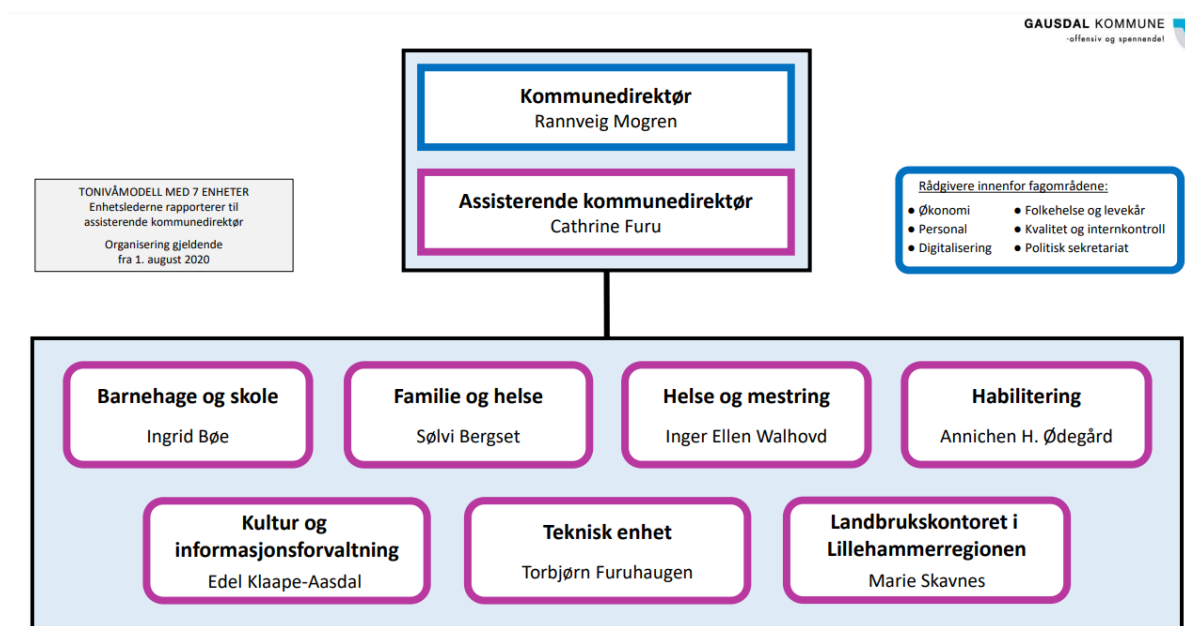 GAUSDAL KOMMUNE
-offensiv og spennende!
Kommunedirektør
Rannveig Mogren
Assisterende kommunedirektør
Cathrine Furu
TONIVÅMODELL MED 7 ENHETER
Enhetslederne rapporterer til
assisterende kommunedirektør
Organisering gjeldende
fra 1. august 2020
Rådgivere innenfor fagområdene:
● Økonomi
● Personal
● Digitalisering
● Folkehelse og levekår
● Kvalitet og internkontroll
● Politisk sekretariat
Barnehage og skole
Ingrid Bøe
Familie og helse
Sølvi Bergset
Helse og mestring
Inger Ellen Walhovd
Habilitering
Annichen H. Ødegård
Kultur og
informasjonsforvaltning
Edel Klaape-Aasdal
Teknisk enhet
Torbjørn Furuhaugen
Landbrukskontoret i
Lillehammerregionen
Marie Skavnes